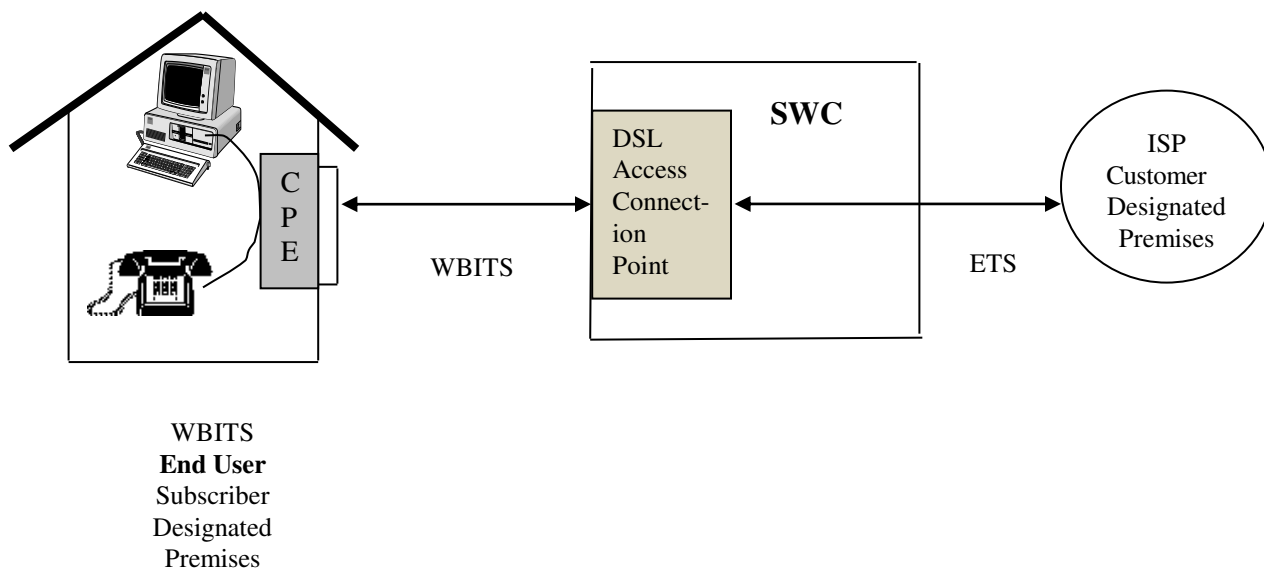 C
P
E
WBITS
SWC
DSL
Access
Connect-
ion
Point
ETS
ISP
Customer
Designated
Premises
WBITS
End User
Subscriber
Designated
Premises